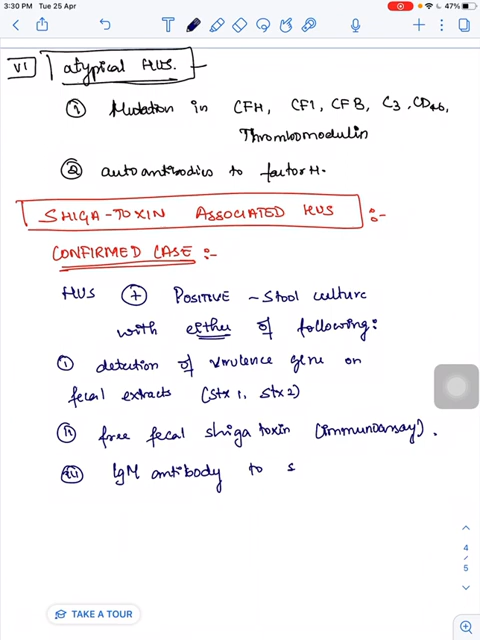 3:30 PM Tue 25 Apr
47%
VI atypical HUS.
① Mutation in CFH, CFI, CFB, C3, CD46,
Thrombomodulin
② autoantibodies to factor H.
SHIGA-TOXIN ASSOCIATED HUS :-
CONFIRMED CASE :-
HUS + POSITIVE - Stool culture
with either of following:
i detection of virulence gene on
fecal extracts (Stx 1, Stx 2)
ii free fecal shiga toxin (immunoassay).
iii IgM antibody to s
4
/
5
TAKE A TOUR